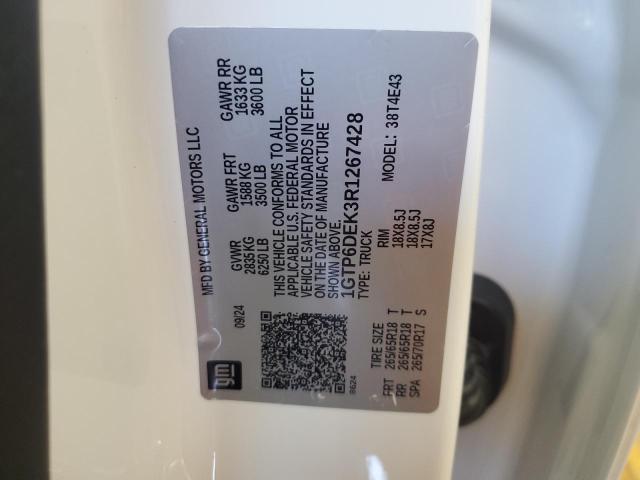 MFD BY GENERAL MOTORS LLC
09/24
GVWR
2835KG
6250 LB
GAWR FRT
1588 KG
3500 LB
GAWR RR
1633 KG
3600 LB
gm
THIS VEHICLE CONFORMS TO ALL
APPLICABLE U.S. FEDERAL MOTOR
VEHICLE SAFETY STANDARDS IN EFFECT
ON THE DATE OF MANUFACTURE
SHOWN ABOVE.
1GTP6DEK3R1267428
TYPE: TRUCK
MODEL: 38T4E43
8624
TIRE SIZE RIM
FRT 265/65R18 T 18X8.5J
RR 265/65R18 T 18X8.5J
SPA 265/70R17 S 17X8J